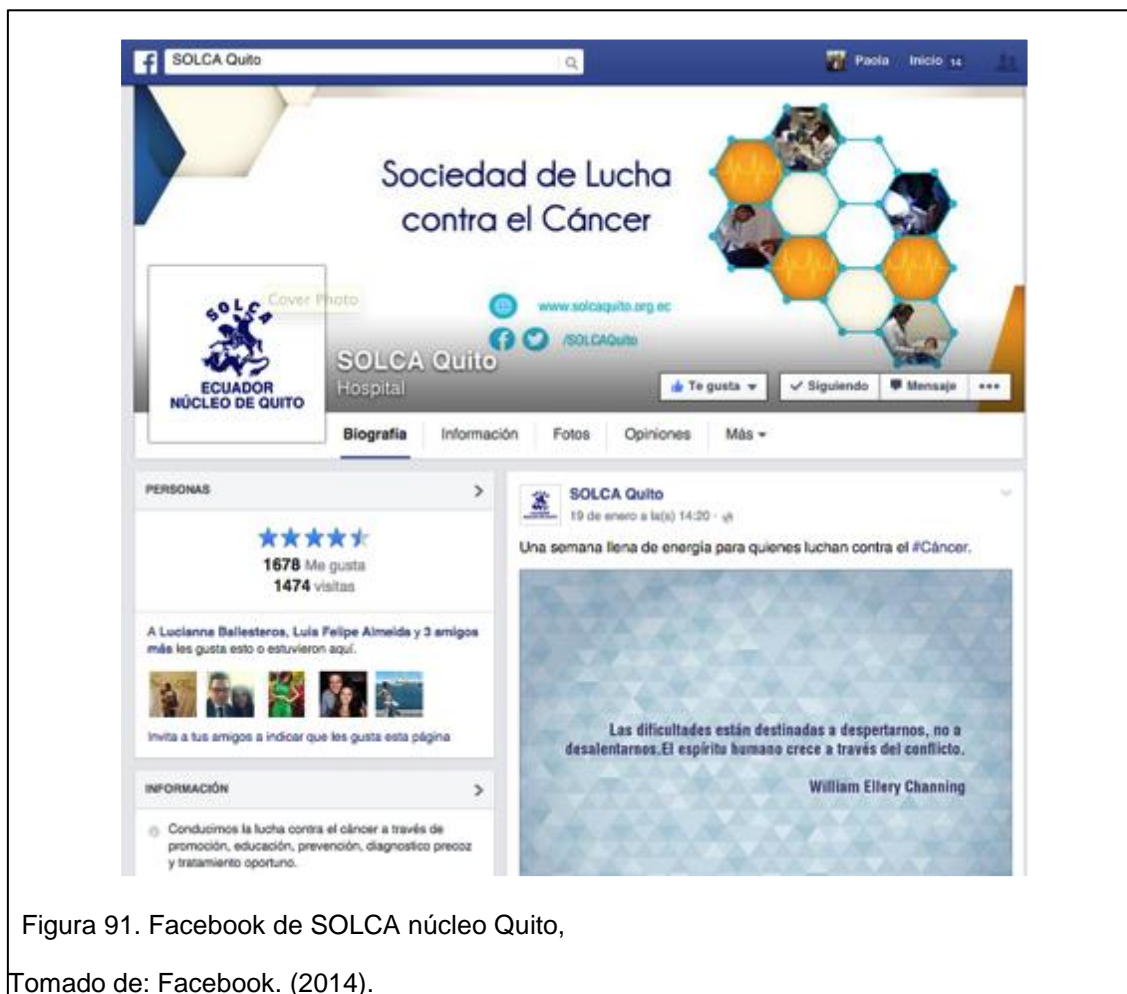 SOLCA Quito
Paola Inicio 14
Sociedad de Lucha
contra el Cáncer
www.solcaquito.org.ec
/SOLCAQuito
SOLCA
ECUADOR
NÚCLEO DE QUITO
Cover Photo
SOLCA Quito
Hospital
Te gusta
Siguiendo
Mensaje
Biografía Información Fotos Opiniones Más
PERSONAS
1678 Me gusta
1474 visitas
A Lucianna Ballesteros, Luis Felipe Almeida y 3 amigos
más les gusta esto o estuvieron aquí.
Invita a tus amigos a indicar que les gusta esta página
INFORMACIÓN
Conducimos la lucha contra el cáncer a través de
promoción, educación, prevención, diagnostico precoz
y tratamiento oportuno.
SOLCA Quito
19 de enero a la(s) 14:20
Una semana llena de energía para quienes luchan contra el #Cáncer.
Las dificultades están destinadas a despertarnos, no a
desalentarnos.El espíritu humano crece a través del conflicto.
William Ellery Channing
Figura 91. Facebook de SOLCA núcleo Quito,
Tomado de: Facebook. (2014).